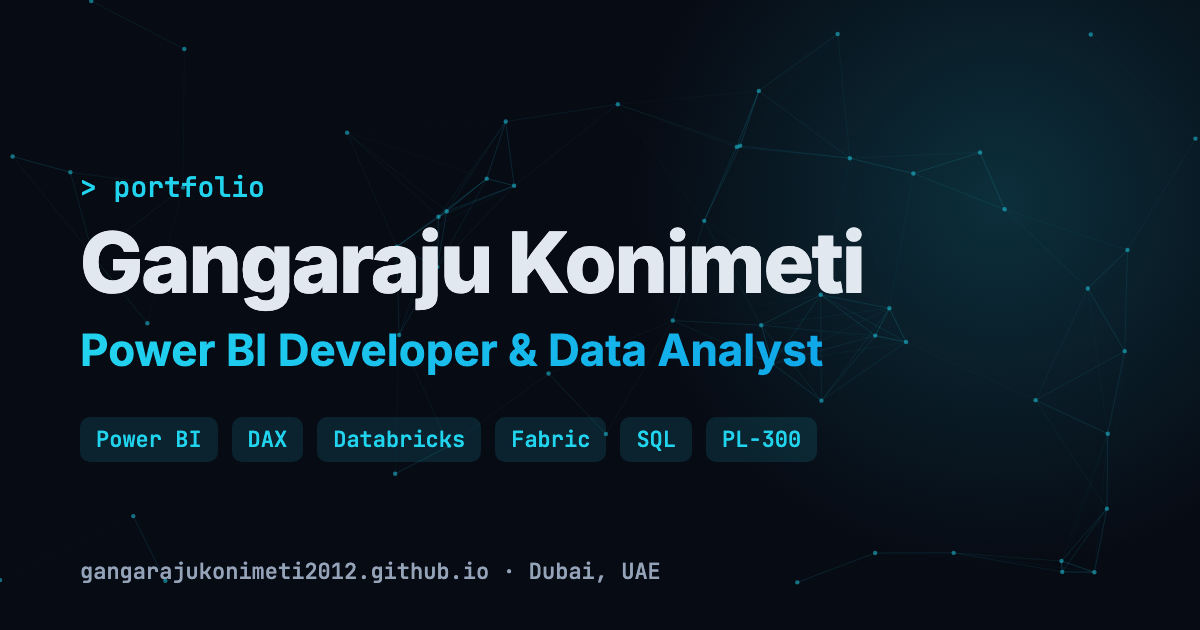 > portfolio
Gangaraju Konimeti
Power BI Developer & Data Analyst
Power BI DAX Databricks Fabric SQL PL-300
gangarajukonimeti2012.github.io · Dubai, UAE